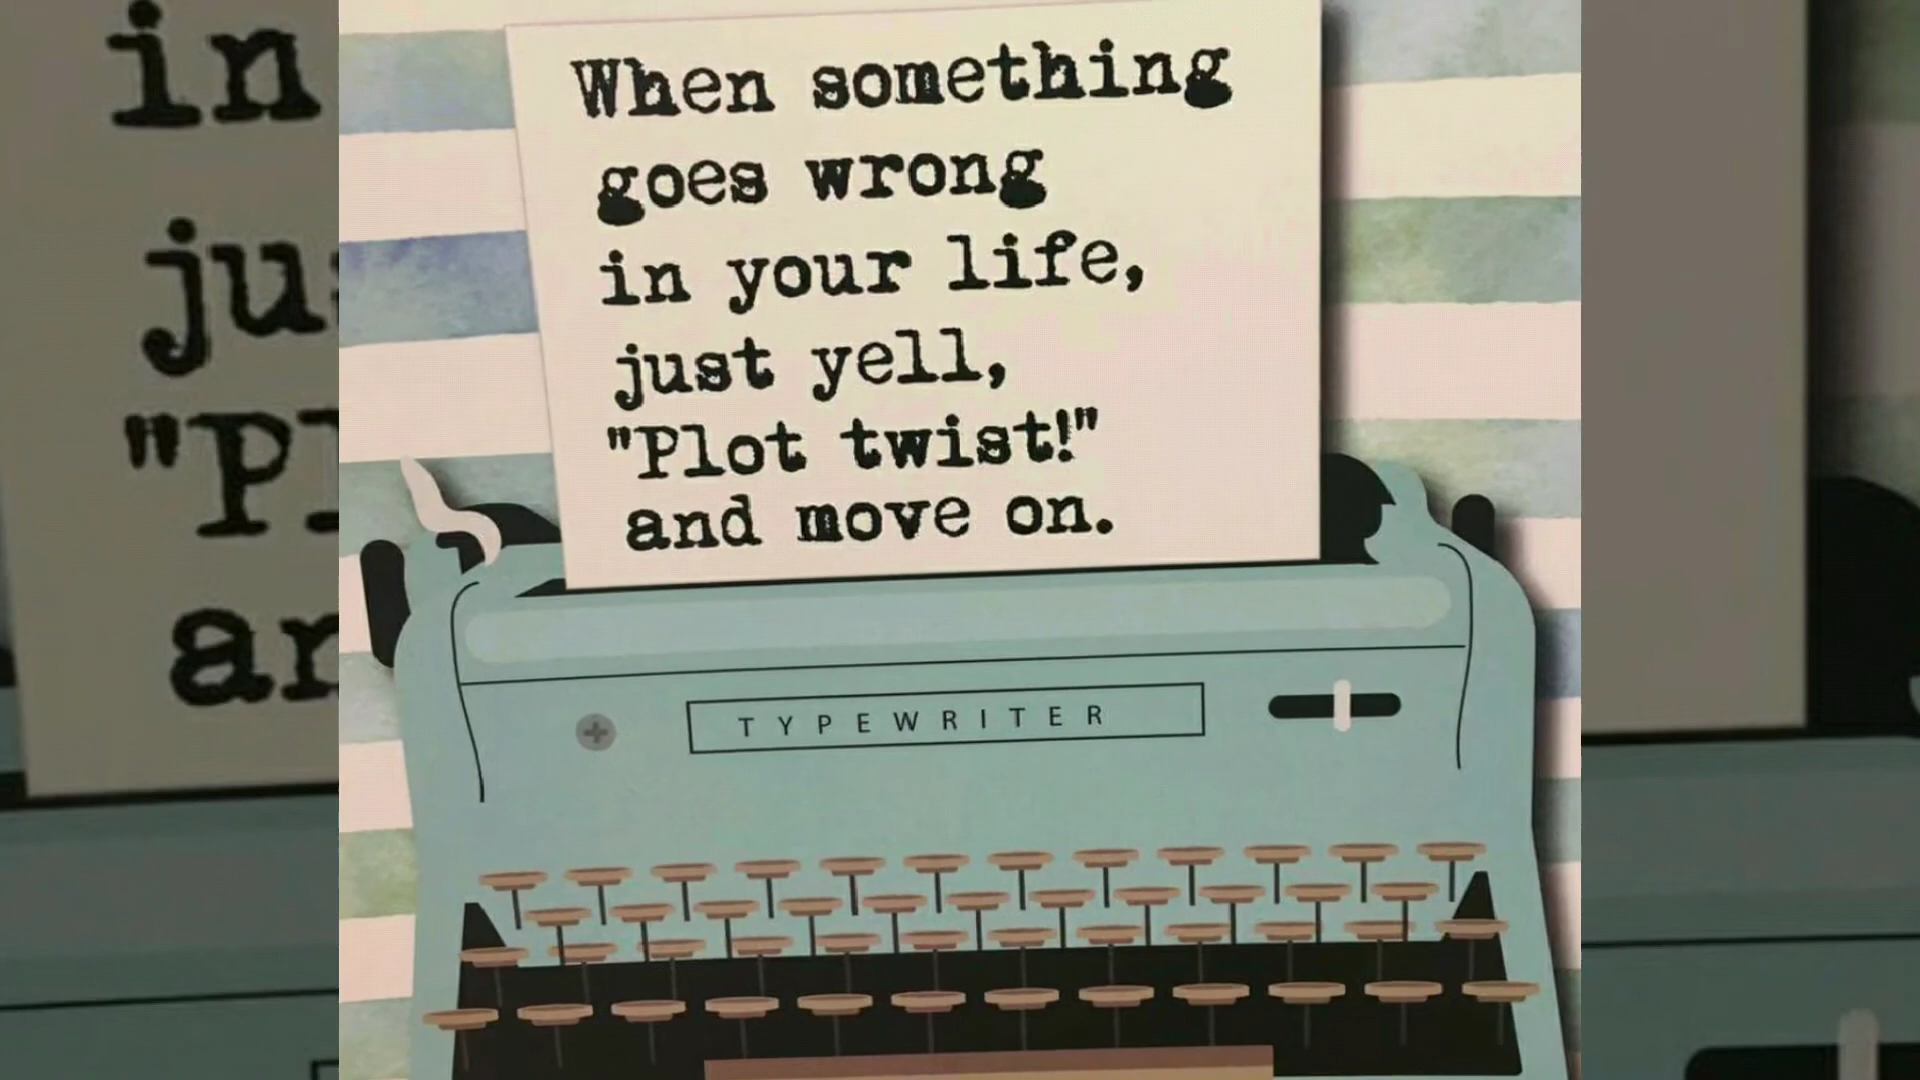 When something
goes wrong
in your life,
just yell,
"Plot twist!"
and move on.
TYPEWRITER